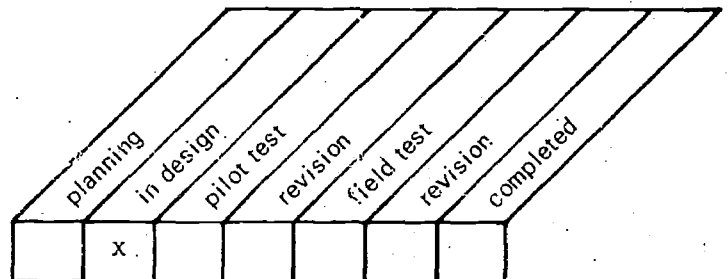 planning
in design
pilot test
revision
field test
revision
completed
x